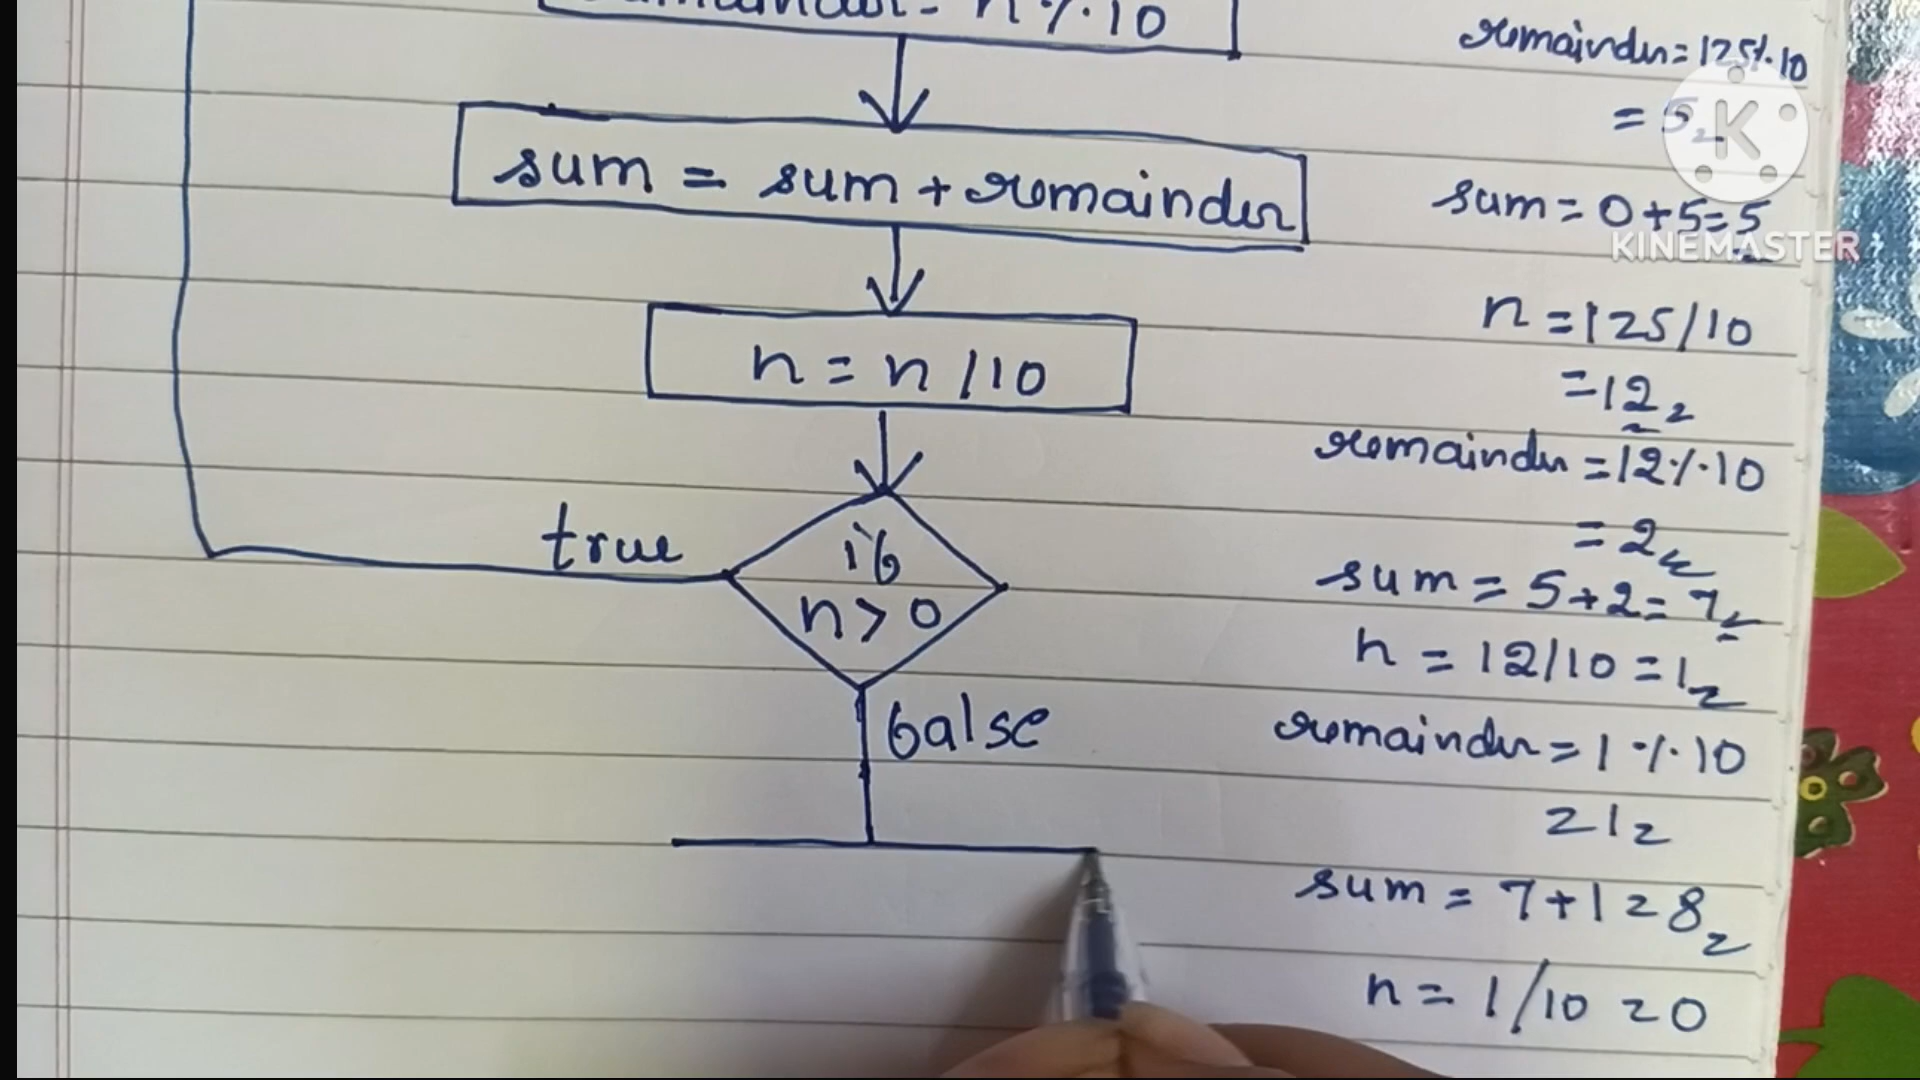 remainder = n % 10
sum = sum + remainder
n = n / 10
true
if
n > 0
false
remainder = 125 % 10
= 5
sum = 0 + 5 = 5
n = 125 / 10
= 12
remainder = 12 % 10
= 2
sum = 5 + 2 = 7
n = 12 / 10 = 1
remainder = 1 % 10
= 1
sum = 7 + 1 = 8
n = 1 / 10 = 0
K
KINEMASTER